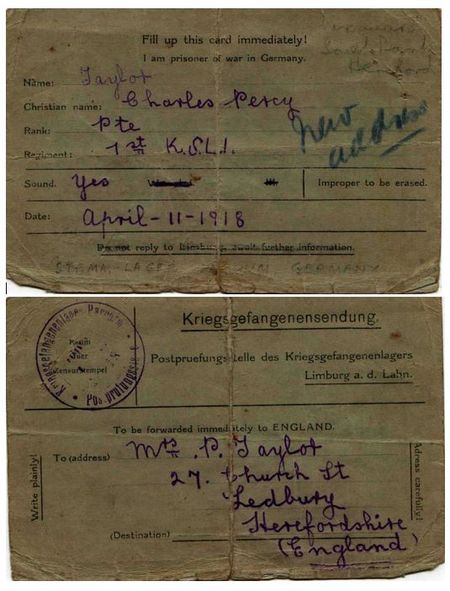 Fill up this card immediately!
I am prisoner of war in Germany.
Hereford
Name: Taylor
Christian name: Charles Percy
Rank: Pte
Regiment: 1st K.S.L.I.
New
address
Sound. Yes
Improper to be erased.
Date: April-11-1918
Do not reply to Limburg, await further information.
LAGER GERMANY
Kriegsgefangenensendung.
Postpruefungsstelle des Kriegsgefangenenlagers
Limburg a. d. Lahn.
To be forwarded immediately to ENGLAND.
Write plainly!
To (address) Mrs. P. Taylor
27. Church St
Ledbury
Herefordshire
(Destination) (England)
Adress carefully!